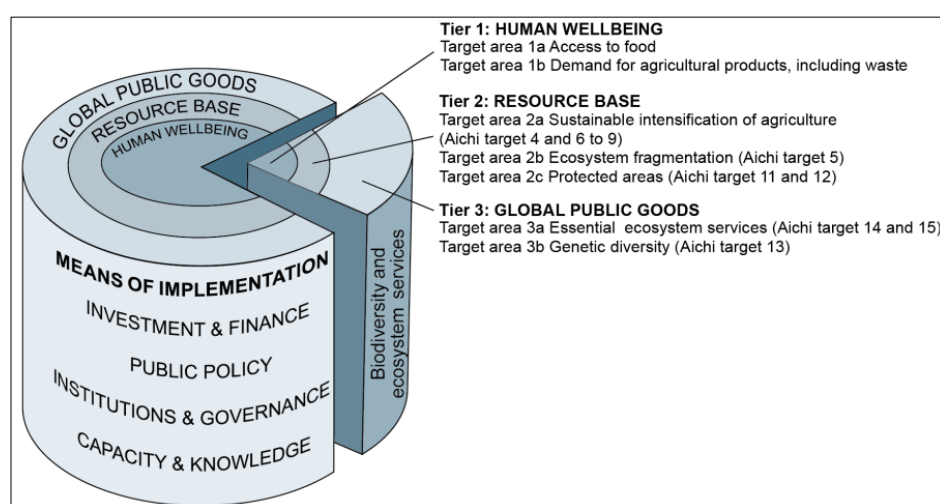 GLOBAL PUBLIC GOODS
RESOURCE BASE
HUMAN WELLBEING
MEANS OF IMPLEMENTATION
INVESTMENT & FINANCE
PUBLIC POLICY
INSTITUTIONS & GOVERNANCE
CAPACITY & KNOWLEDGE
Biodiversity and
ecosystem services
Tier 1: HUMAN WELLBEING
Target area 1a Access to food
Target area 1b Demand for agricultural products, including waste
Tier 2: RESOURCE BASE
Target area 2a Sustainable intensification of agriculture
(Aichi target 4 and 6 to 9)
Target area 2b Ecosystem fragmentation (Aichi target 5)
Target area 2c Protected areas (Aichi target 11 and 12)
Tier 3: GLOBAL PUBLIC GOODS
Target area 3a Essential ecosystem services (Aichi target 14 and 15)
Target area 3b Genetic diversity (Aichi target 13)